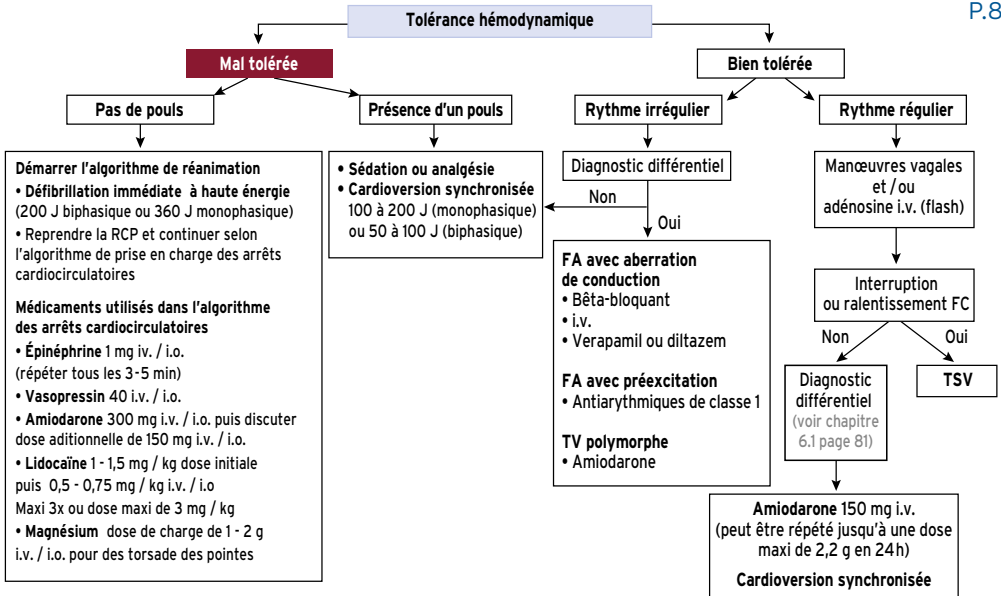 P.8
Tolérance hémodynamique
Mal tolérée
Bien tolérée
Pas de pouls
Présence d'un pouls
Rythme irrégulier
Rythme régulier
Démarrer l'algorithme de réanimation
• Défibrillation immédiate à haute énergie
(200 J biphasique ou 360 J monophasique)
• Reprendre la RCP et continuer selon
l'algorithme de prise en charge des arrêts
cardiocirculatoires
Médicaments utilisés dans l'algorithme
des arrêts cardiocirculatoires
• Épinéphrine 1 mg iv. / i.o.
(répéter tous les 3-5 min)
• Vasopressin 40 i.v. / i.o.
• Amiodarone 300 mg i.v. / i.o. puis discuter
dose aditionnelle de 150 mg i.v. / i.o.
• Lidocaïne 1 - 1,5 mg / kg dose initiale
puis 0,5 - 0,75 mg / kg i.v. / i.o
Maxi 3x ou dose maxi de 3 mg / kg
• Magnésium dose de charge de 1 - 2 g
i.v. / i.o. pour des torsade des pointes
• Sédation ou analgésie
• Cardioversion synchronisée
100 à 200 J (monophasique)
ou 50 à 100 J (biphasique)
Diagnostic différentiel
Non
Oui
FA avec aberration
de conduction
• Bêta-bloquant
• i.v.
• Verapamil ou diltazem
FA avec préexcitation
• Antiarythmiques de classe 1
TV polymorphe
• Amiodarone
Manœuvres vagales
et / ou
adénosine i.v. (flash)
Interruption
ou ralentissement FC
Non
Oui
Diagnostic
différentiel
(voir chapitre
6.1 page 81)
TSV
Amiodarone 150 mg i.v.
(peut être répété jusqu'à une dose
maxi de 2,2 g en 24h)
Cardioversion synchronisée